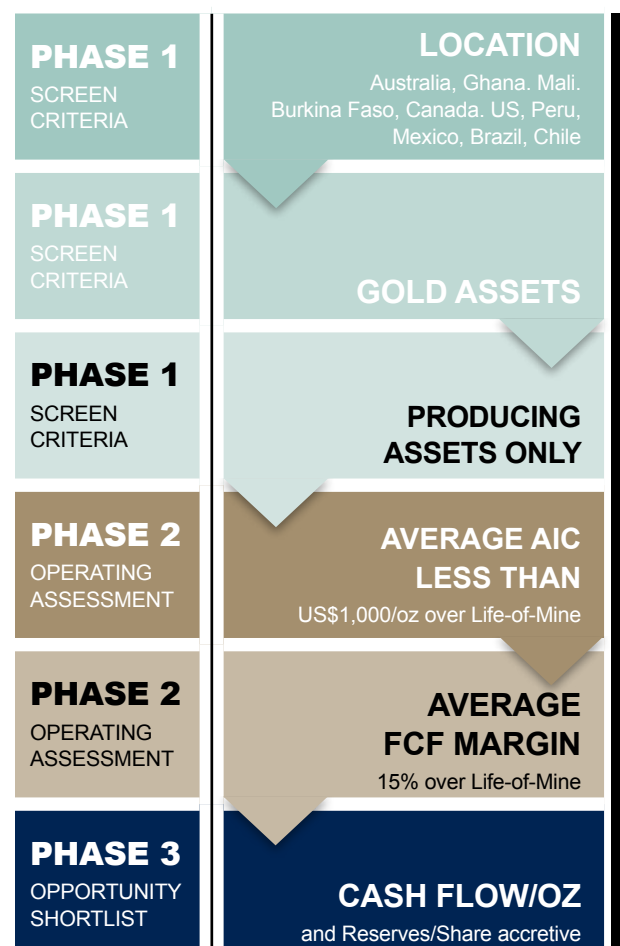 PHASE 1
SCREEN
CRITERIA
LOCATION
Australia, Ghana. Mali.
Burkina Faso, Canada. US, Peru,
Mexico, Brazil, Chile
PHASE 1
SCREEN
CRITERIA
GOLD ASSETS
PHASE 1
SCREEN
CRITERIA
PRODUCING
ASSETS ONLY
PHASE 2
OPERATING
ASSESSMENT
AVERAGE AIC
LESS THAN
US$1,000/oz over Life-of-Mine
PHASE 2
OPERATING
ASSESSMENT
AVERAGE
FCF MARGIN
15% over Life-of-Mine
PHASE 3
OPPORTUNITY
SHORTLIST
CASH FLOW/OZ
and Reserves/Share accretive